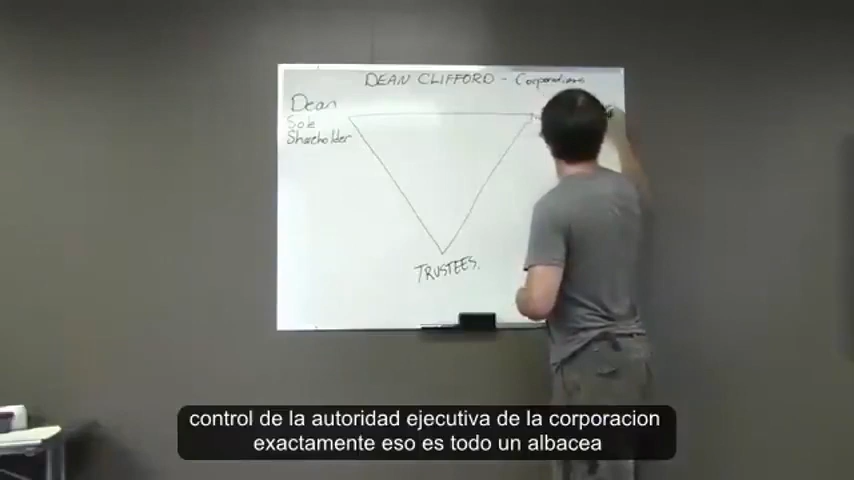 DEAN CLIFFORD - Corporations
Dean
Sole
Shareholder
TRUSTEES.
control de la autoridad ejecutiva de la corporacion
exactamente eso es todo un albacea